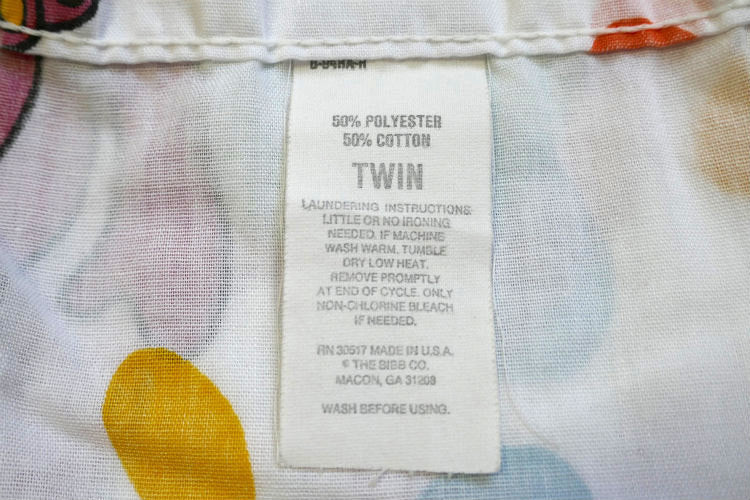 50% POLYESTER
50% COTTON
TWIN
LAUNDERING INSTRUCTIONS:
LITTLE OR NO IRONING
NEEDED. IF MACHINE
WASH WARM. TUMBLE
DRY LOW HEAT.
REMOVE PROMPTLY
AT END OF CYCLE. ONLY
NON-CHLORINE BLEACH
IF NEEDED.
RN 30517 MADE IN U.S.A.
© THE BIBB CO.
MACON, GA 31208
WASH BEFORE USING.